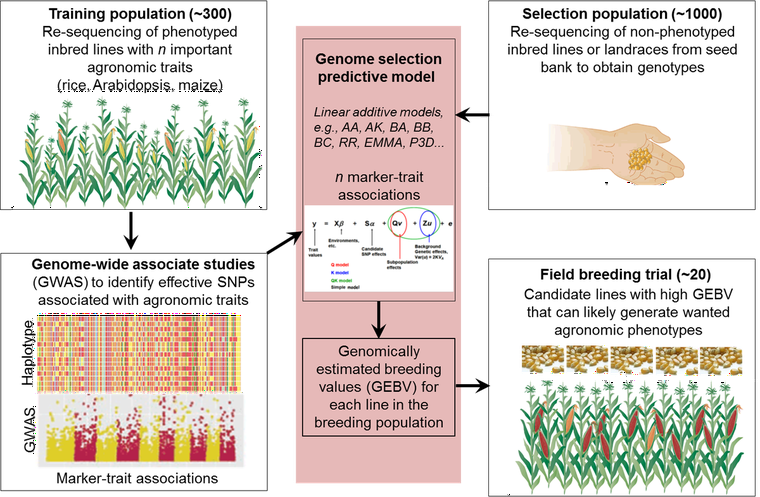 Training population (~300)
Re-sequencing of phenotyped
inbred lines with n important
agronomic traits
(rice, Arabidopsis, maize)
Genome-wide associate studies
(GWAS) to identify effective SNPs
associated with agronomic traits
Haplotype
GWAS
Marker-trait associations
Genome selection
predictive model
Linear additive models,
e.g., AA, AK, BA, BB,
BC, RR, EMMA, P3D...
n marker-trait
associations
y = Xβ + Sα + Qv + Zu + e
Trait
values
Environments,
etc.
Candidate
SNP effects
Subpopulation
effects
Background
Genetic effects,
Var(u) = 2KVA
Q model
K model
QK model
Simple model
Genomically
estimated breeding
values (GEBV) for
each line in the
breeding population
Selection population (~1000)
Re-sequencing of non-phenotyped
inbred lines or landraces from seed
bank to obtain genotypes
Field breeding trial (~20)
Candidate lines with high GEBV
that can likely generate wanted
agronomic phenotypes